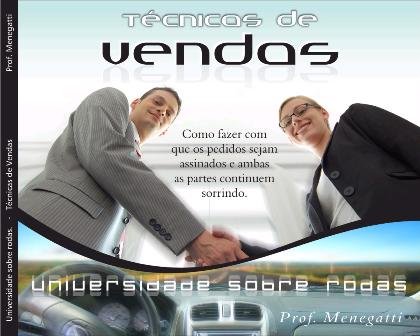 Técnicas de
vendas
Como fazer com
que os pedidos sejam
assinados e ambas
as partes continuem
sorrindo.
universidade sobre rodas
Prof. Menegatti
Universidade sobre rodas. - Técnicas de Vendas
Prof. Menegatti